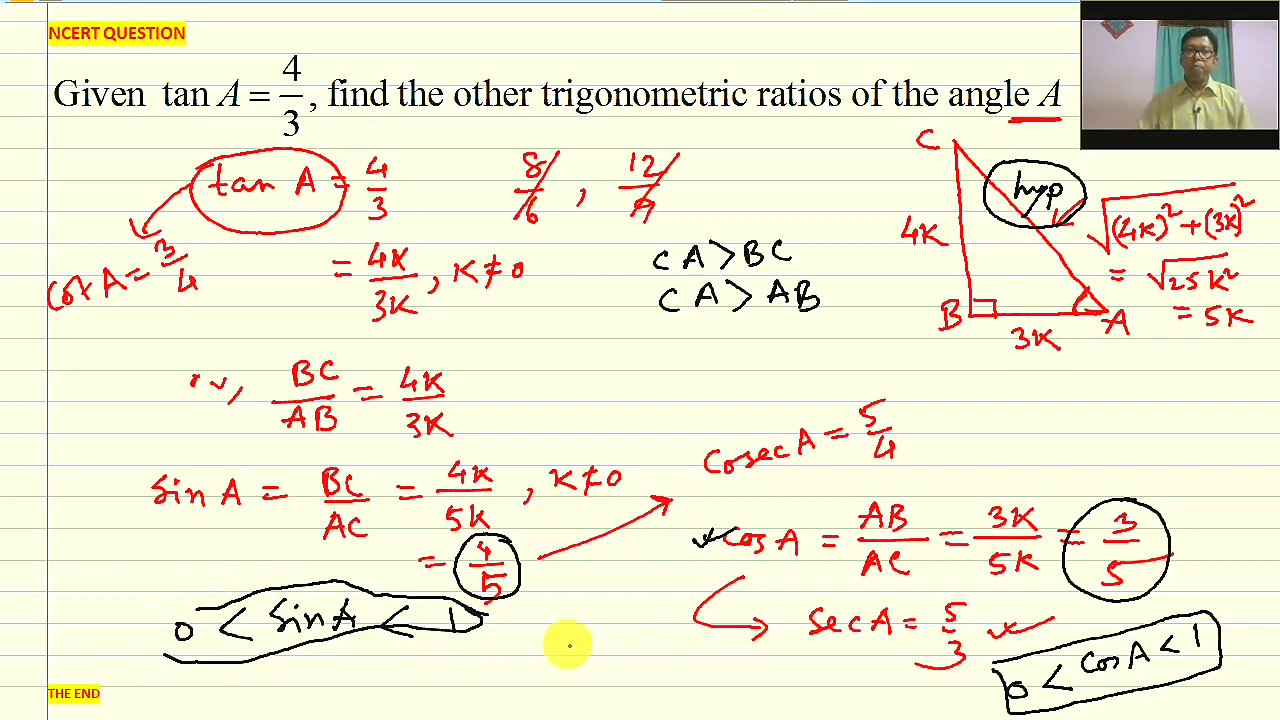 NCERT QUESTION
Given tan A = 4/3, find the other trigonometric ratios of the angle A
tan A = 4/3
8/6 , 12/9
= 4K/3K , K ≠ 0
cot A = 3/4
CA > BC
CA > AB
C
hyp
4K
√(4K)² + (3K)²
= √25K²
= 5K
B
A
3K
∵, BC/AB = 4K/3K
Sin A = BC/AC = 4K/5K , K ≠ 0
= 4/5
0 < Sin A < 1
Cosec A = 5/4
Cos A = AB/AC = 3K/5K = 3/5
Sec A = 5/3
0 < Cos A < 1
THE END